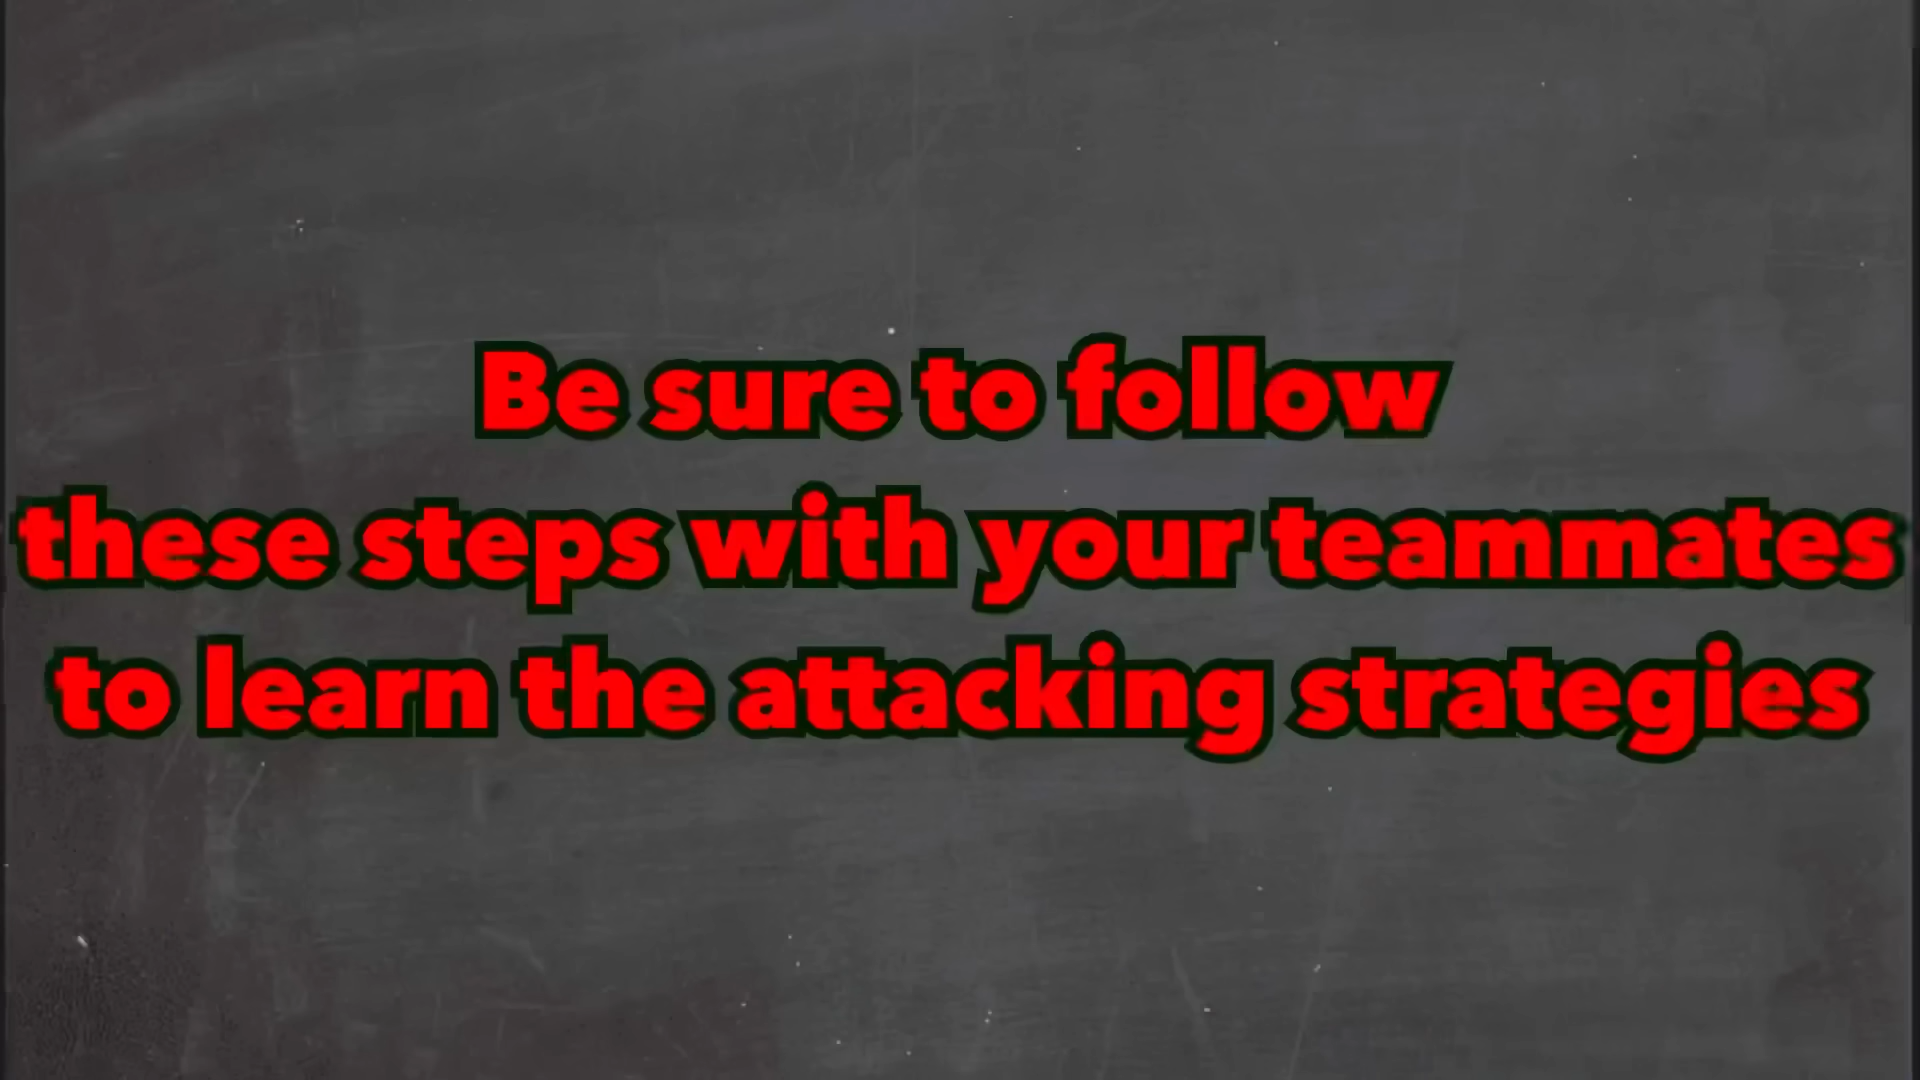 Be sure to follow
these steps with your teammates
to learn the attacking strategies